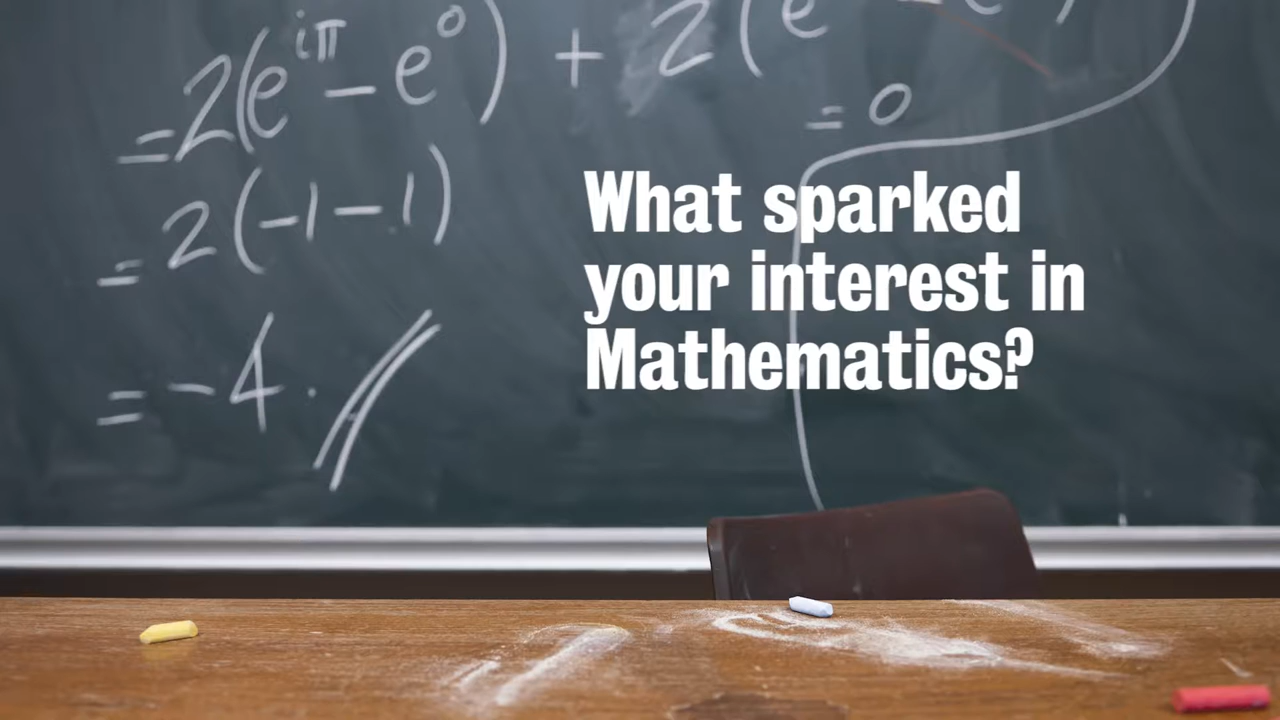 = 2(e^{iπ} − e^0) + 2(e
= 0
= 2(−1−1)
= −4.
What sparked
your interest in
Mathematics?